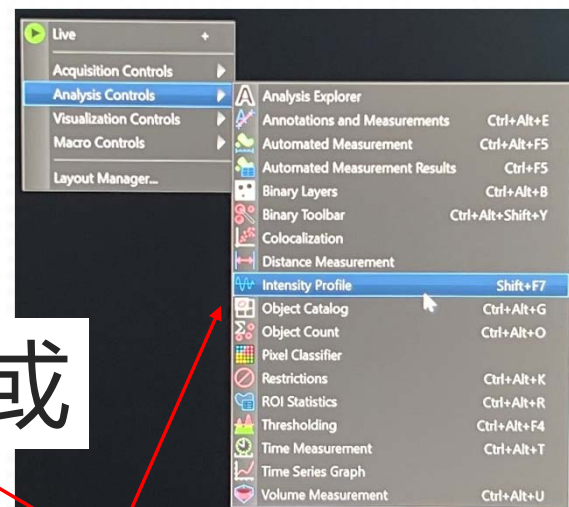 Live +
Acquisition Controls
Analysis Controls
Visualization Controls
Macro Controls
Layout Manager...
Analysis Explorer
Annotations and Measurements Ctrl+Alt+E
Automated Measurement Ctrl+Alt+F5
Automated Measurement Results Ctrl+F5
Binary Layers Ctrl+Alt+B
Binary Toolbar Ctrl+Alt+Shift+Y
Colocalization
Distance Measurement
Intensity Profile Shift+F7
Object Catalog Ctrl+Alt+G
Object Count Ctrl+Alt+O
Pixel Classifier
Restrictions Ctrl+Alt+K
ROI Statistics Ctrl+Alt+R
Thresholding Ctrl+Alt+F4
Time Measurement Ctrl+Alt+T
Time Series Graph
Volume Measurement Ctrl+Alt+U
或